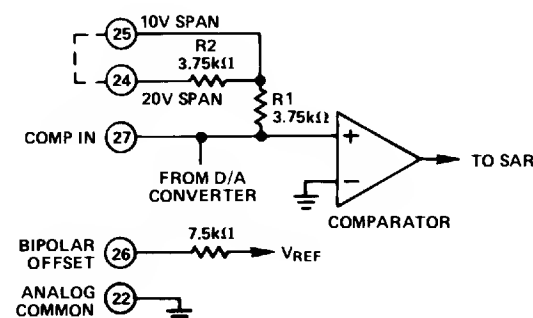 25
10V SPAN
R2
3.75kΩ
24
20V SPAN
R1
3.75kΩ
COMP IN
27
+
−
TO SAR
FROM D/A
CONVERTER
COMPARATOR
BIPOLAR
OFFSET
26
7.5kΩ
VREF
ANALOG
COMMON
22